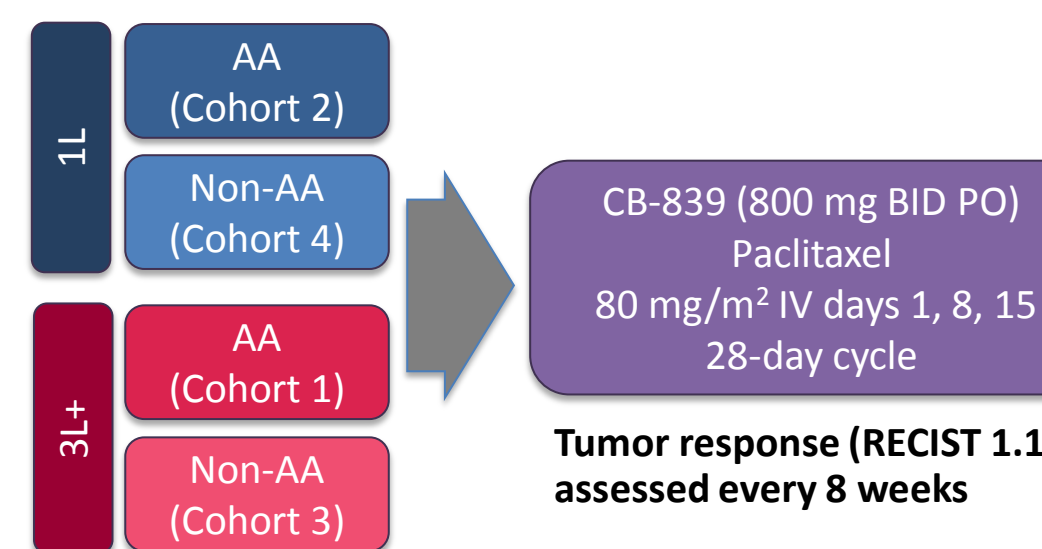 1L
AA
(Cohort 2)
Non-AA
(Cohort 4)
3L+
AA
(Cohort 1)
Non-AA
(Cohort 3)
CB-839 (800 mg BID PO)
Paclitaxel
80 mg/m² IV days 1, 8, 15
28-day cycle
Tumor response (RECIST 1.1
assessed every 8 weeks